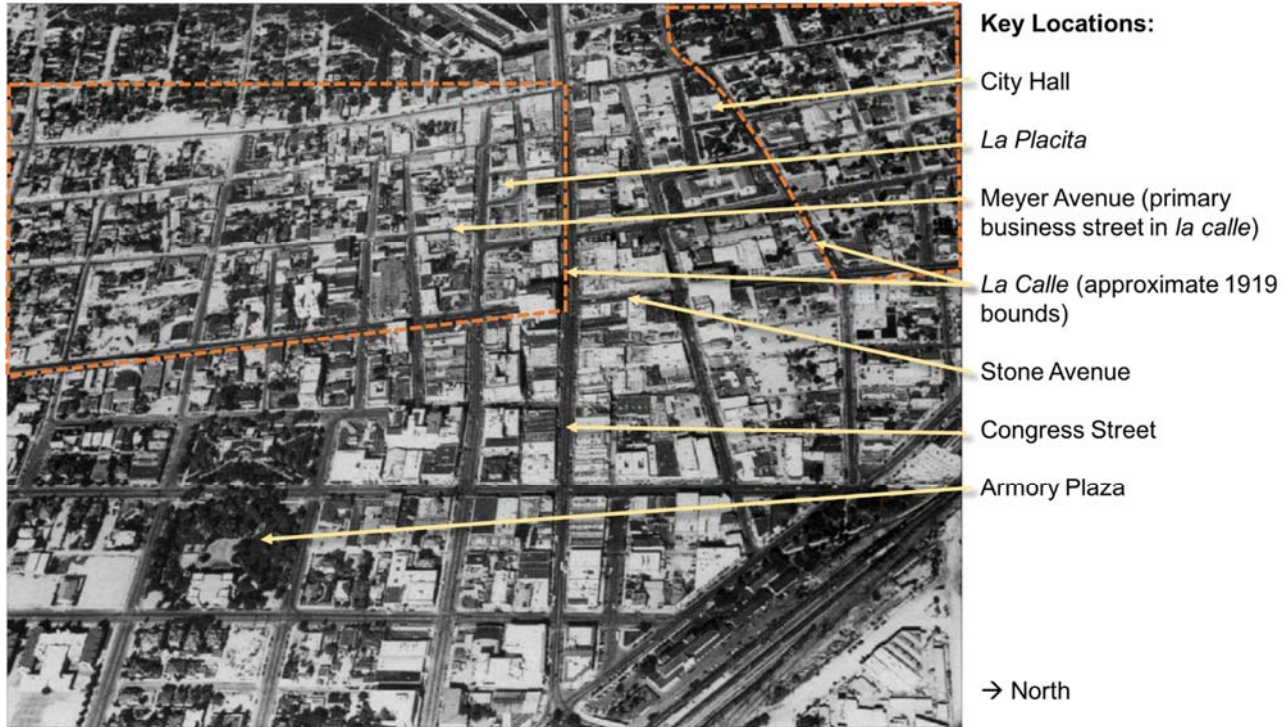 Key Locations:
City Hall
La Placita
Meyer Avenue (primary
business street in la calle)
La Calle (approximate 1919
bounds)
Stone Avenue
Congress Street
Armory Plaza
→ North